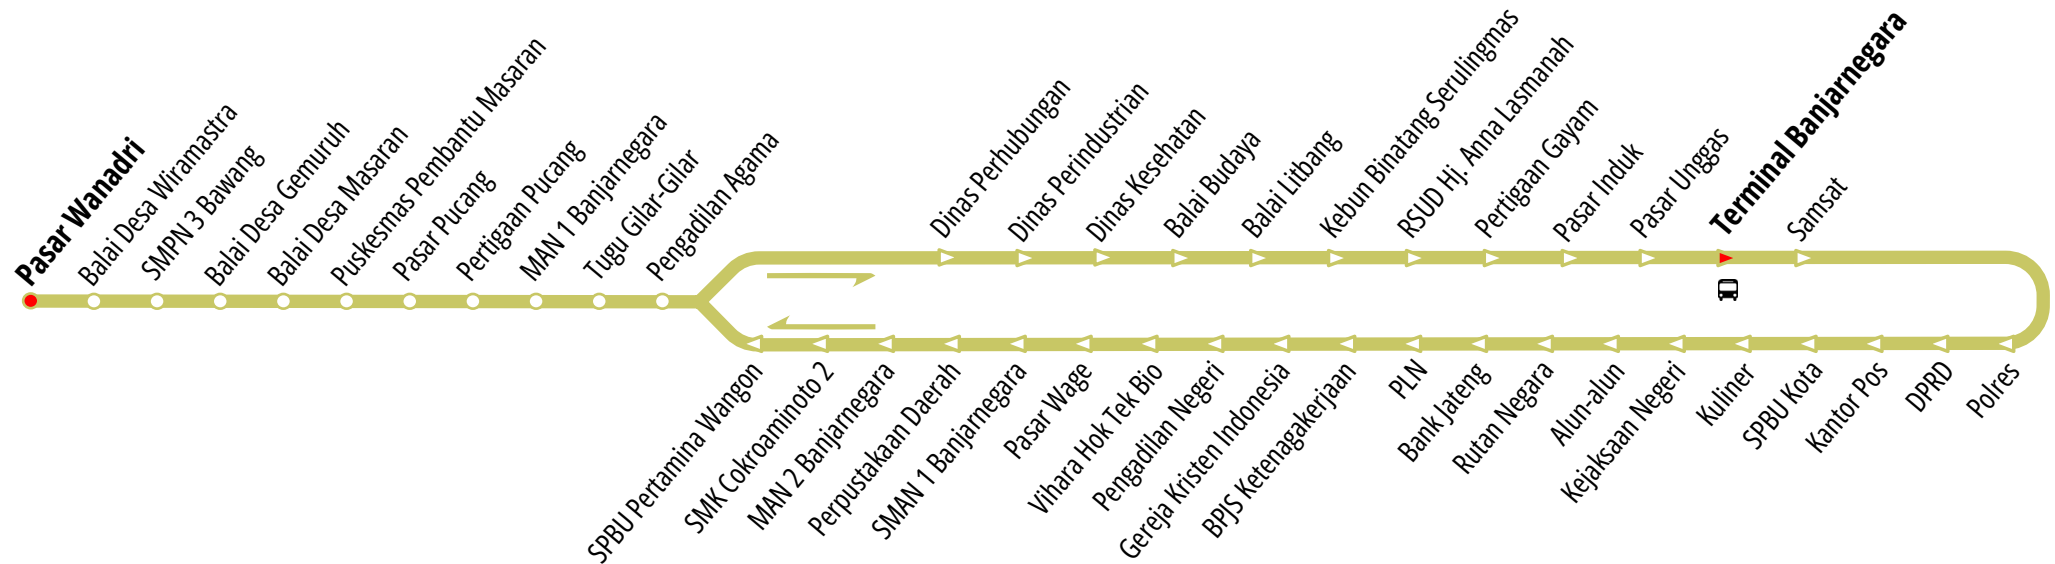 Pasar Wanadri
Balai Desa Wiramastra
SMPN 3 Bawang
Balai Desa Gemuruh
Balai Desa Masaran
Puskesmas Pembantu Masaran
Pasar Pucang
Pertigaan Pucang
MAN 1 Banjarnegara
Tugu Gilar-Gilar
Pengadilan Agama
Dinas Perhubungan
Dinas Perindustrian
Dinas Kesehatan
Balai Budaya
Balai Litbang
Kebun Binatang Serulingmas
RSUD Hj. Anna Lasmanah
Pertigaan Gayam
Pasar Induk
Pasar Unggas
Terminal Banjarnegara
Samsat
SPBU Pertamina Wangon
SMK Cokroaminoto 2
MAN 2 Banjarnegara
Perpustakaan Daerah
SMAN 1 Banjarnegara
Pasar Wage
Vihara Hok Tek Bio
Pengadilan Negeri
Gereja Kristen Indonesia
BPJS Ketenagakerjaan
PLN
Bank Jateng
Rutan Negara
Alun-alun
Kejaksaan Negeri
Kuliner
SPBU Kota
Kantor Pos
DPRD
Polres